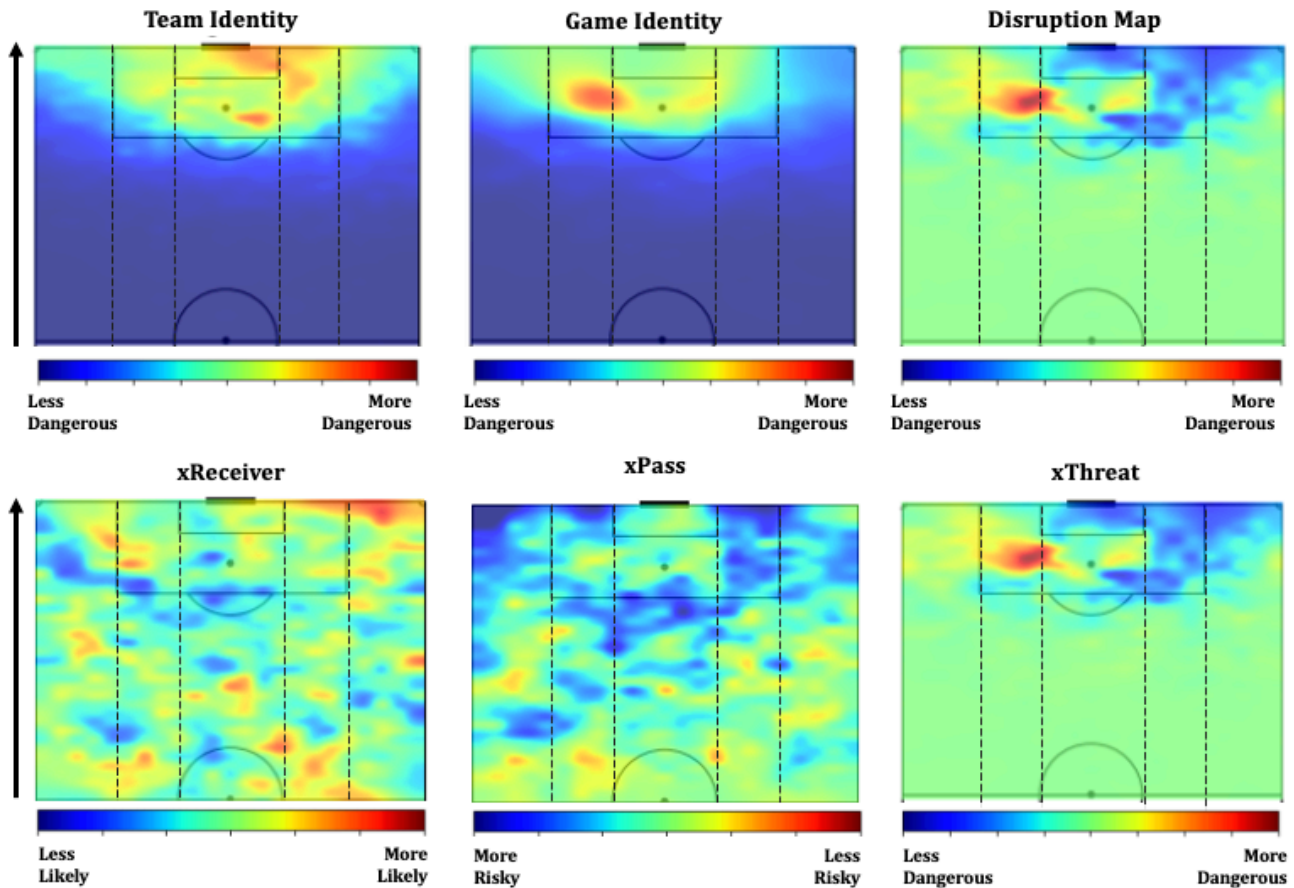 Team Identity
Game Identity
Disruption Map
Less
Dangerous
More
Dangerous
Less
Dangerous
More
Dangerous
Less
Dangerous
More
Dangerous
xReceiver
xPass
xThreat
Less
Likely
More
Likely
More
Risky
Less
Risky
Less
Dangerous
More
Dangerous